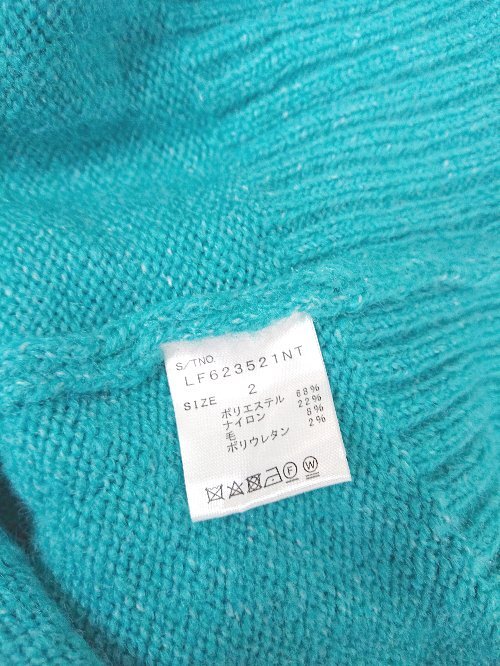 S/TNO.
LF623521NT
SIZE 2
ポリエステル 68%
ナイロン 22%
毛 8%
ポリウレタン 2%
F W